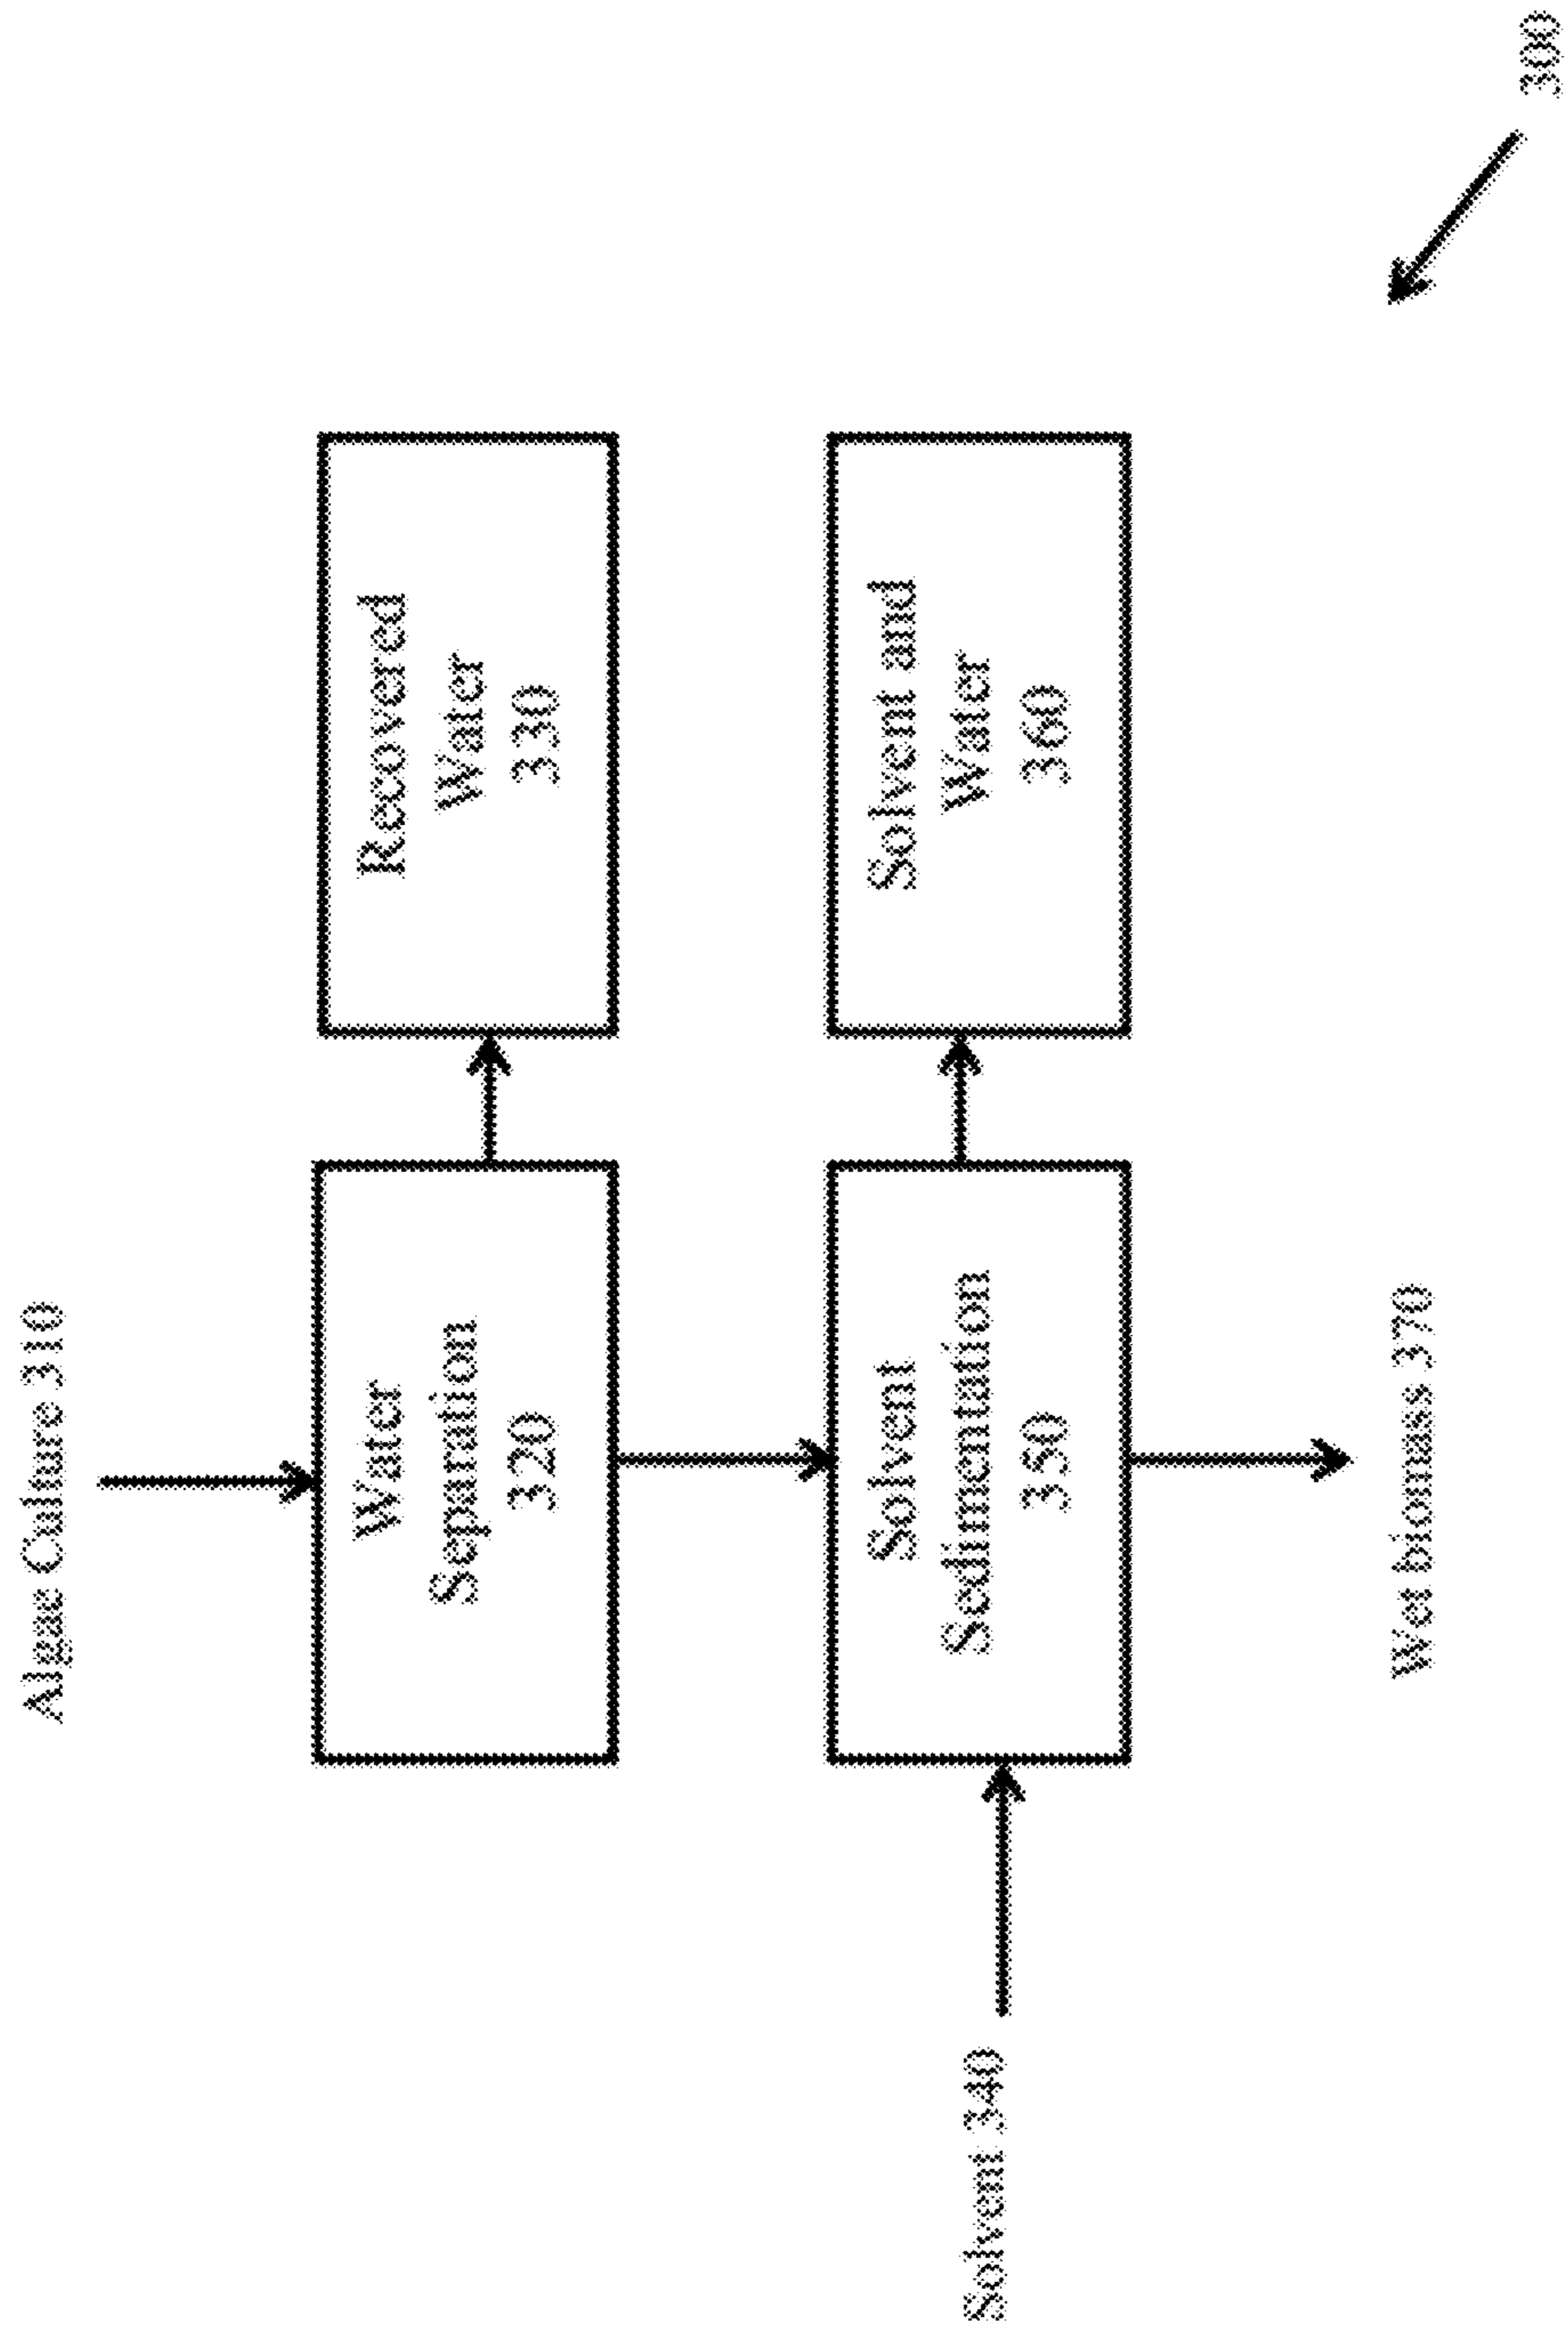 Algae Culture 310
Water
Separation
320
Recovered
Water
330
Solvent 340
Solvent
Sedimentation
350
Solvent and
Water
360
Wet biomass 370
300